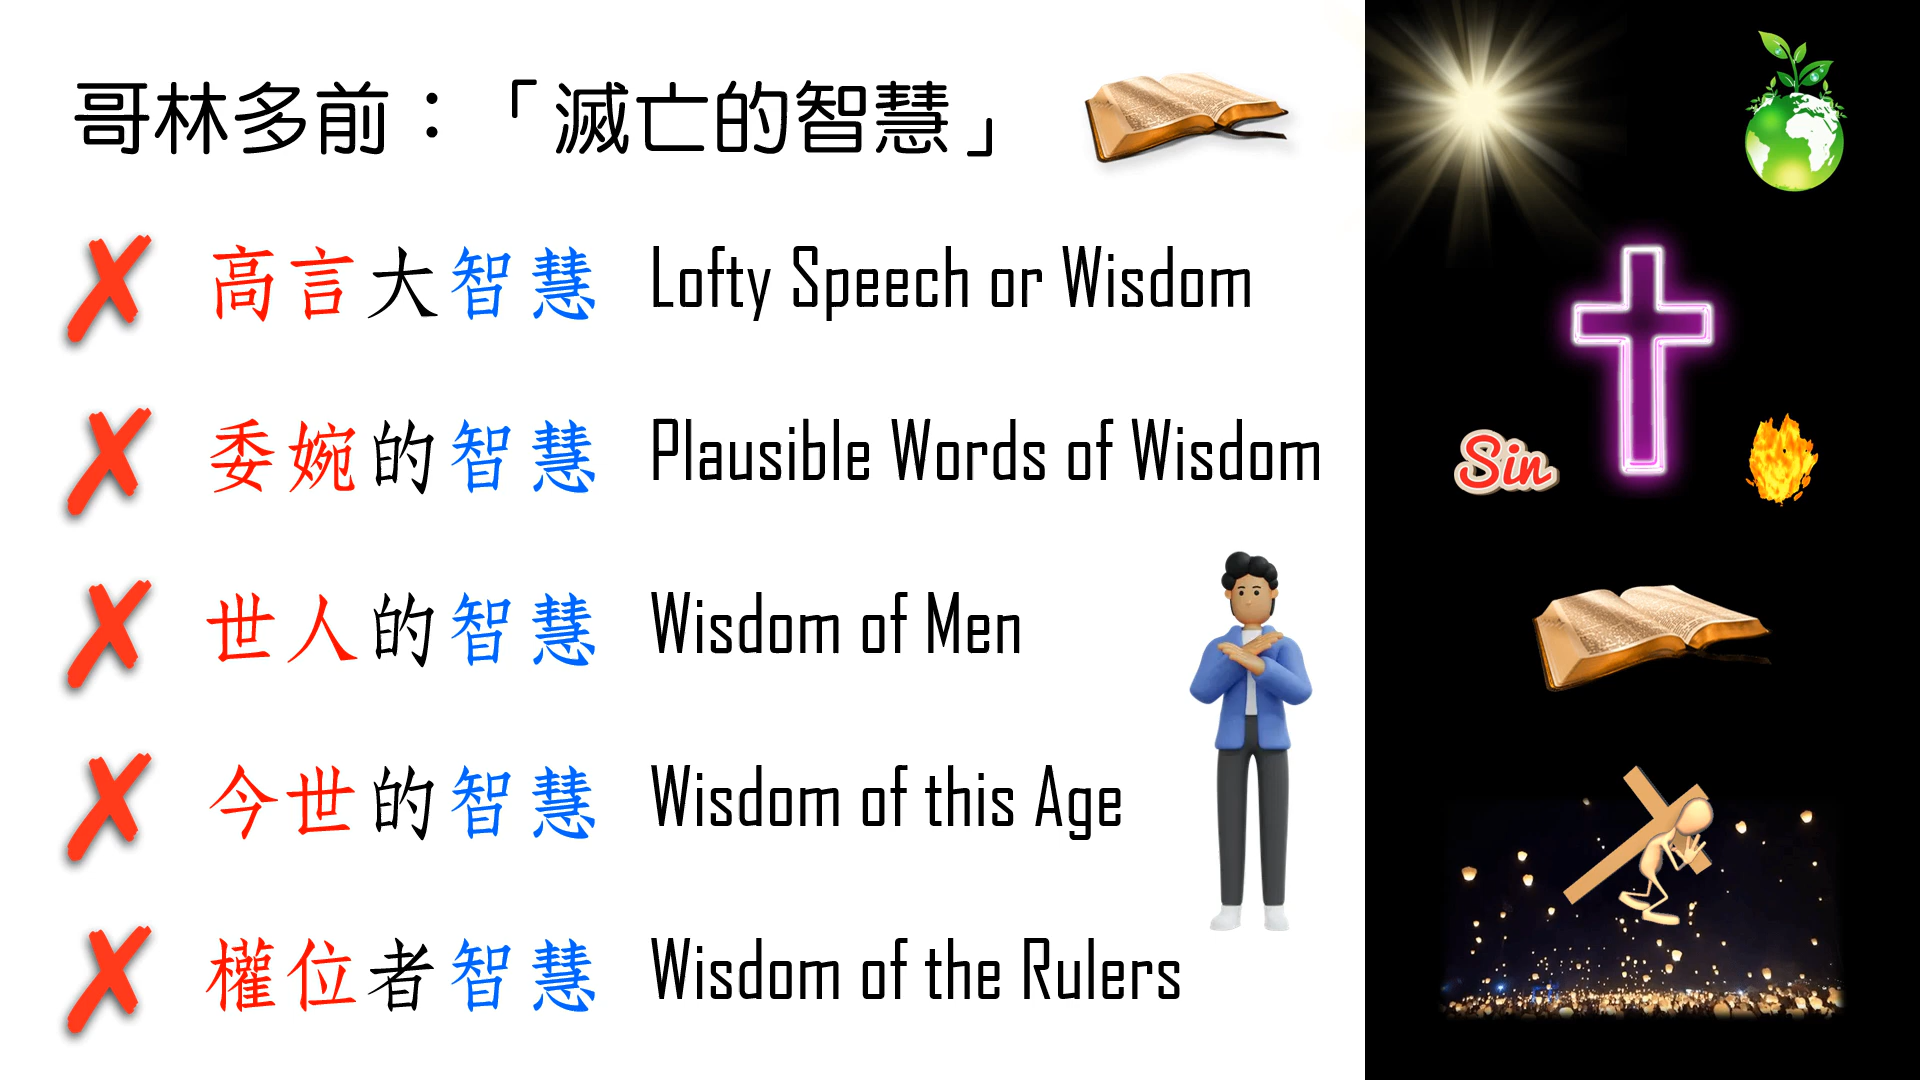 哥林多前：「滅亡的智慧」
高言大智慧 Lofty Speech or Wisdom
委婉的智慧 Plausible Words of Wisdom
世人的智慧 Wisdom of Men
今世的智慧 Wisdom of this Age
權位者智慧 Wisdom of the Rulers
Sin